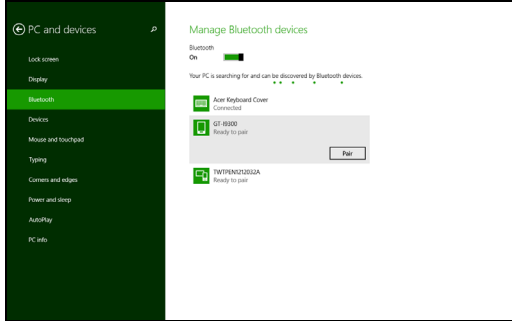 PC and devices
Lock screen
Display
Bluetooth
Devices
Mouse and touchpad
Typing
Corners and edges
Power and sleep
AutoPlay
PC info
Manage Bluetooth devices
Bluetooth
On
Your PC is searching for and can be discovered by Bluetooth devices.
Acer Keyboard Cover
Connected
GT-I9300
Ready to pair
Pair
TWTPEN1212032A
Ready to pair